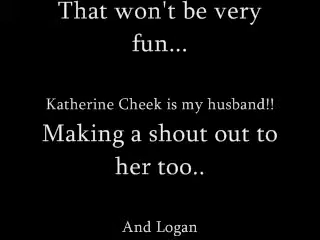 That won't be very
fun...
Katherine Cheek is my husband!!
Making a shout out to
her too..
And Logan